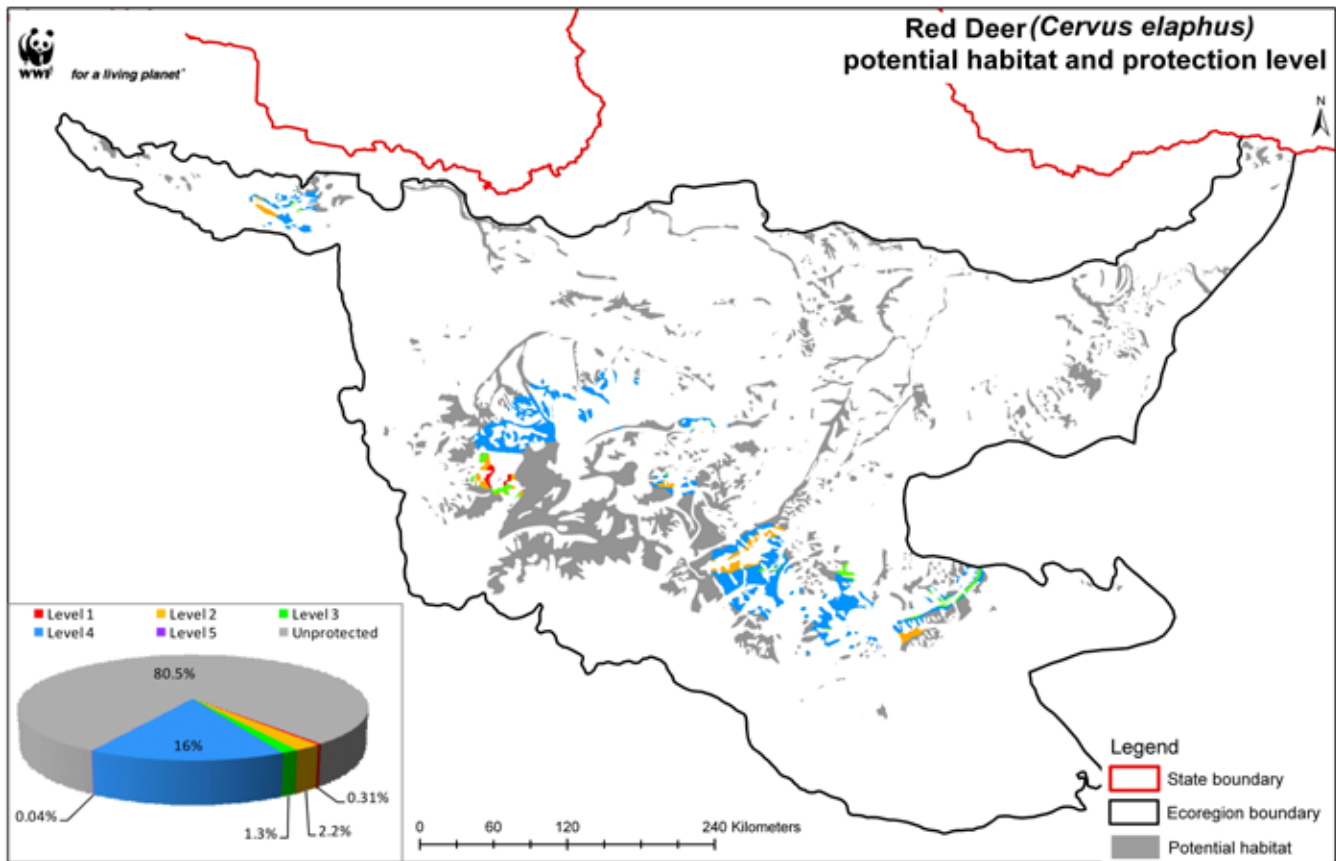 Red Deer (Cervus elaphus)
potential habitat and protection level
WWF
for a living planet®
N
Level 1 Level 2 Level 3
Level 4 Level 5 Unprotected
80.5%
16%
0.04%
1.3%
2.2%
0.31%
0 60 120 240 Kilometers
Legend
State boundary
Ecoregion boundary
Potential habitat